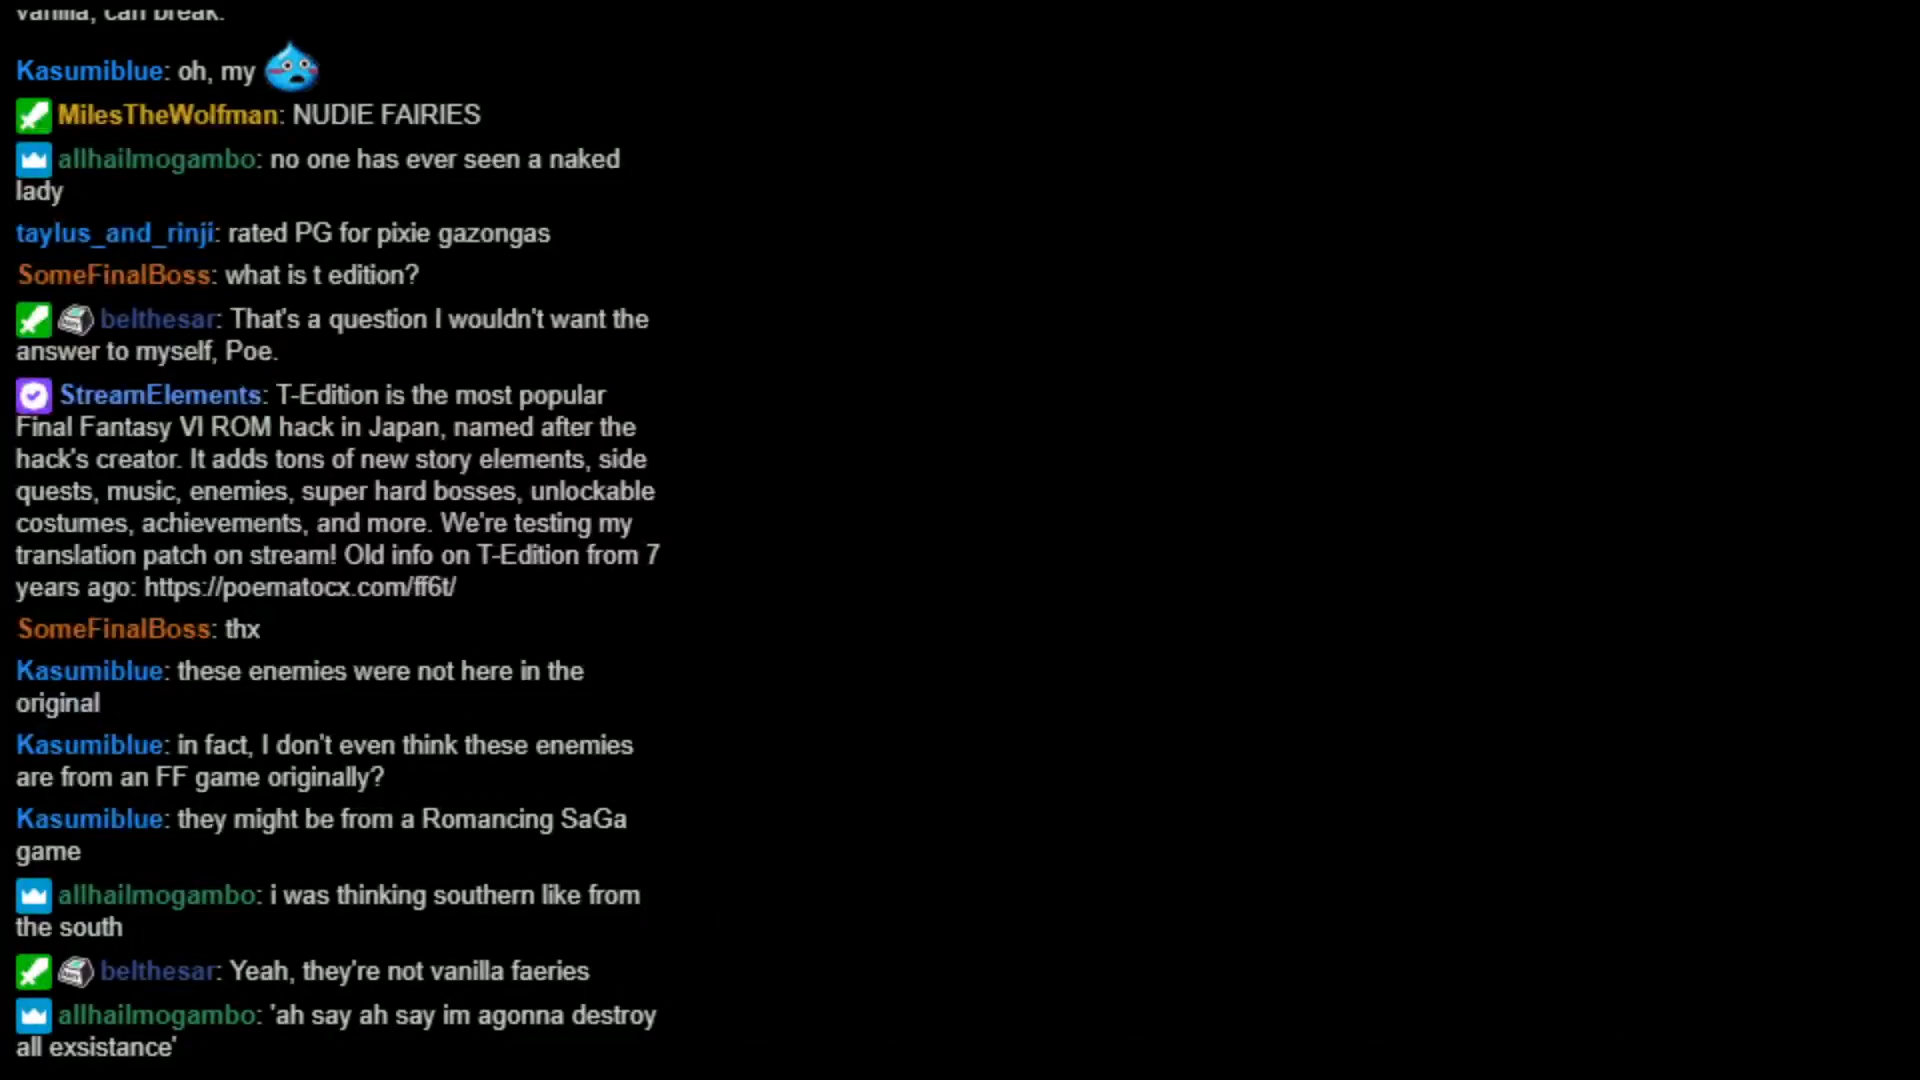 vanilla, can break.
Kasumiblue: oh, my
MilesTheWolfman: NUDIE FAIRIES
allhailmogambo: no one has ever seen a naked
lady
taylus_and_rinji: rated PG for pixie gazongas
SomeFinalBoss: what is t edition?
belthesar: That's a question I wouldn't want the
answer to myself, Poe.
StreamElements: T-Edition is the most popular
Final Fantasy VI ROM hack in Japan, named after the
hack's creator. It adds tons of new story elements, side
quests, music, enemies, super hard bosses, unlockable
costumes, achievements, and more. We're testing my
translation patch on stream! Old info on T-Edition from 7
years ago: https://poematocx.com/ff6t/
SomeFinalBoss: thx
Kasumiblue: these enemies were not here in the
original
Kasumiblue: in fact, I don't even think these enemies
are from an FF game originally?
Kasumiblue: they might be from a Romancing SaGa
game
allhailmogambo: i was thinking southern like from
the south
belthesar: Yeah, they're not vanilla faeries
allhailmogambo: 'ah say ah say im agonna destroy
all exsistance'